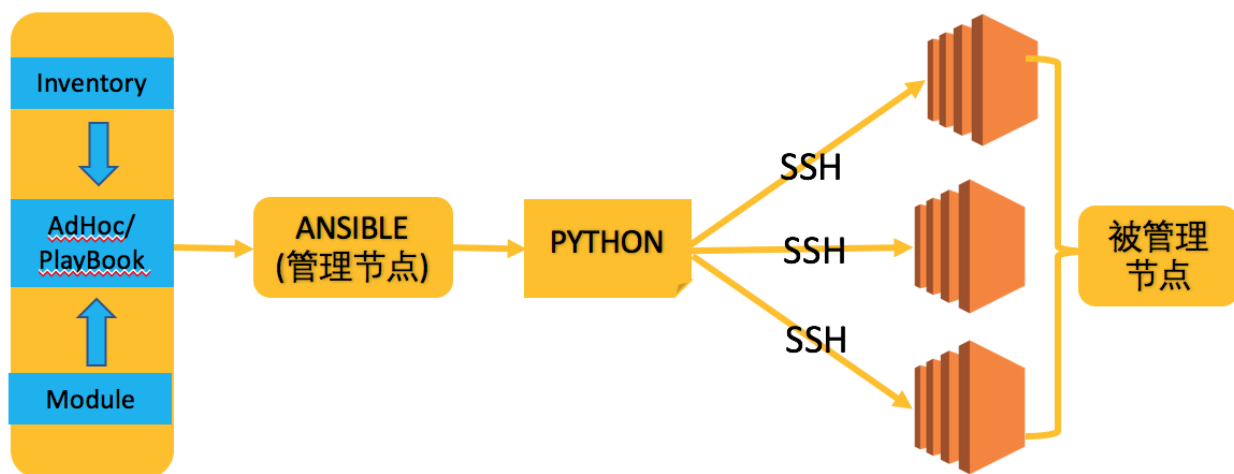 Inventory
AdHoc/
PlayBook
Module
ANSIBLE
(管理节点)
PYTHON
SSH
SSH
SSH
被管理
节点